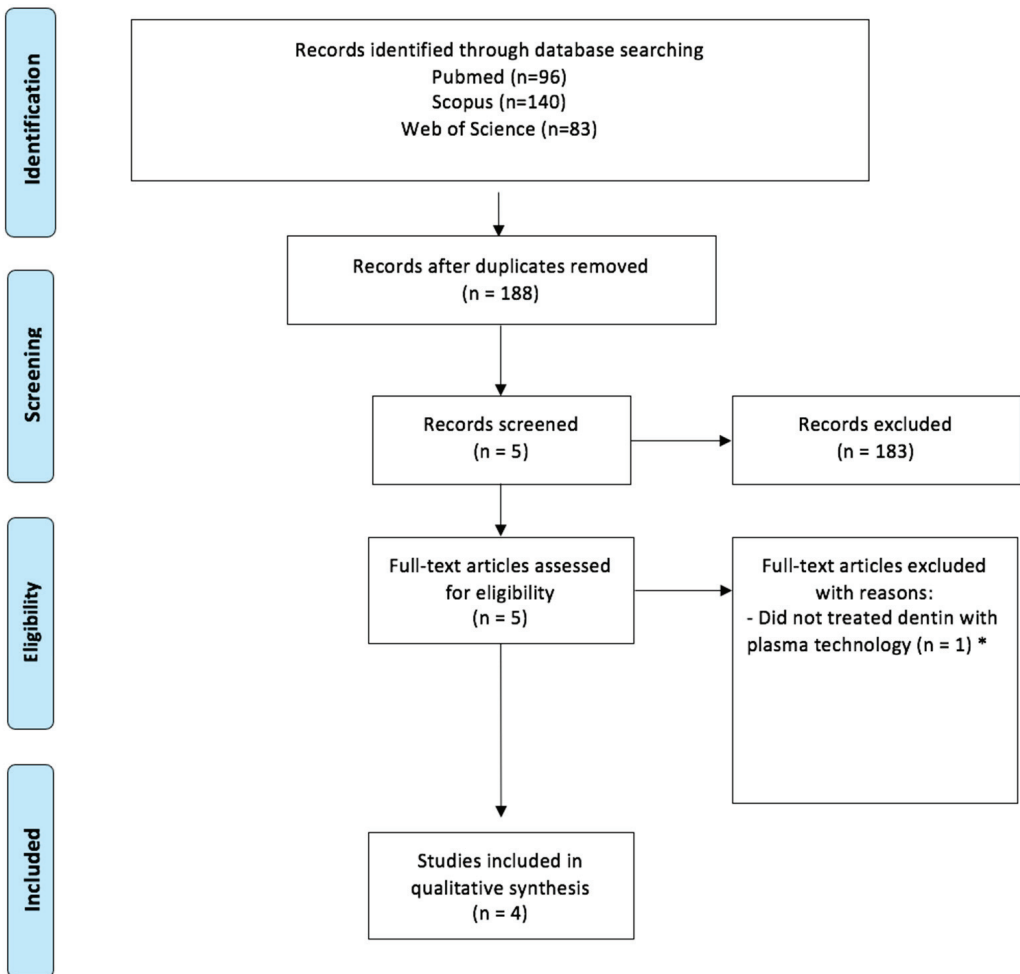 Identification
Records identified through database searching
Pubmed (n=96)
Scopus (n=140)
Web of Science (n=83)
Records after duplicates removed
(n = 188)
Screening
Records screened
(n = 5)
Records excluded
(n = 183)
Eligibility
Full-text articles assessed
for eligibility
(n = 5)
Full-text articles excluded
with reasons:
- Did not treated dentin with
plasma technology (n = 1) *
Included
Studies included in
qualitative synthesis
(n = 4)